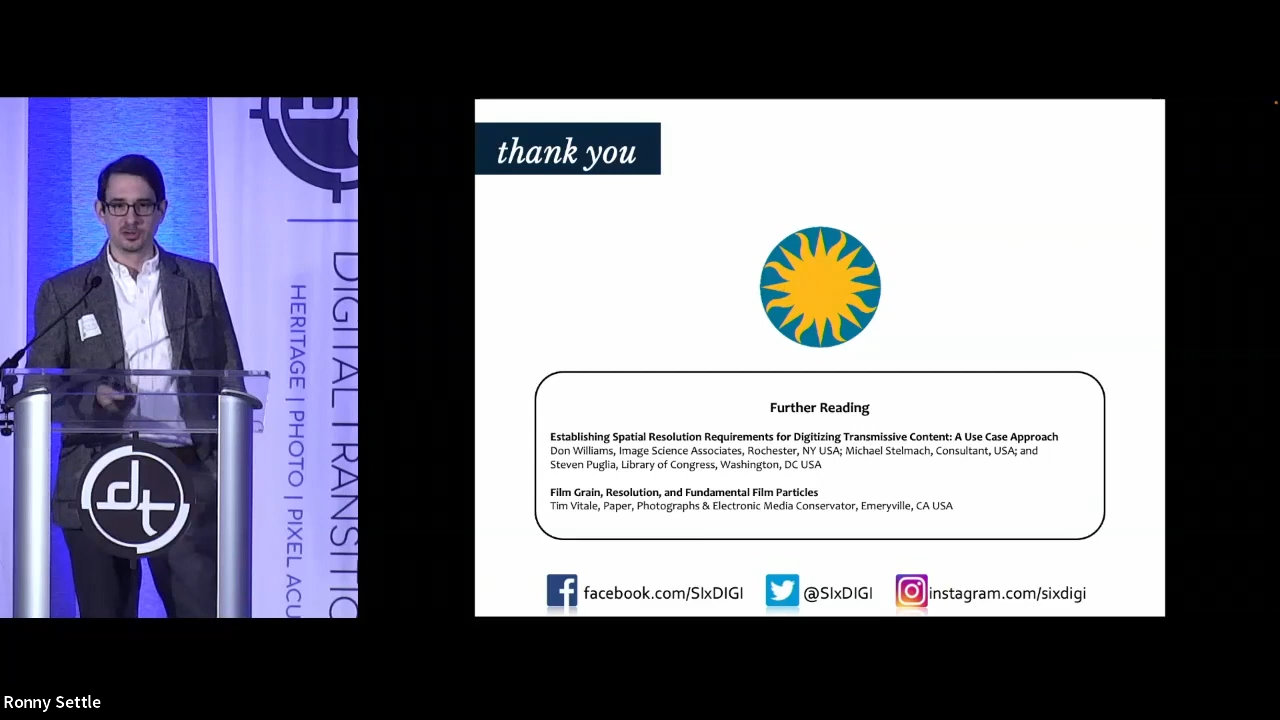 thank you
DIGITAL TRANSITIO
HERITAGE | PHOTO | PIXEL ACU
dt
Further Reading
Establishing Spatial Resolution Requirements for Digitizing Transmissive Content: A Use Case Approach
Don Williams, Image Science Associates, Rochester, NY USA; Michael Stelmach, Consultant, USA; and
Steven Puglia, Library of Congress, Washington, DC USA
Film Grain, Resolution, and Fundamental Film Particles
Tim Vitale, Paper, Photographs & Electronic Media Conservator, Emeryville, CA USA
facebook.com/SIxDIGI
@SIxDIGI
instagram.com/sixdigi
Ronny Settle